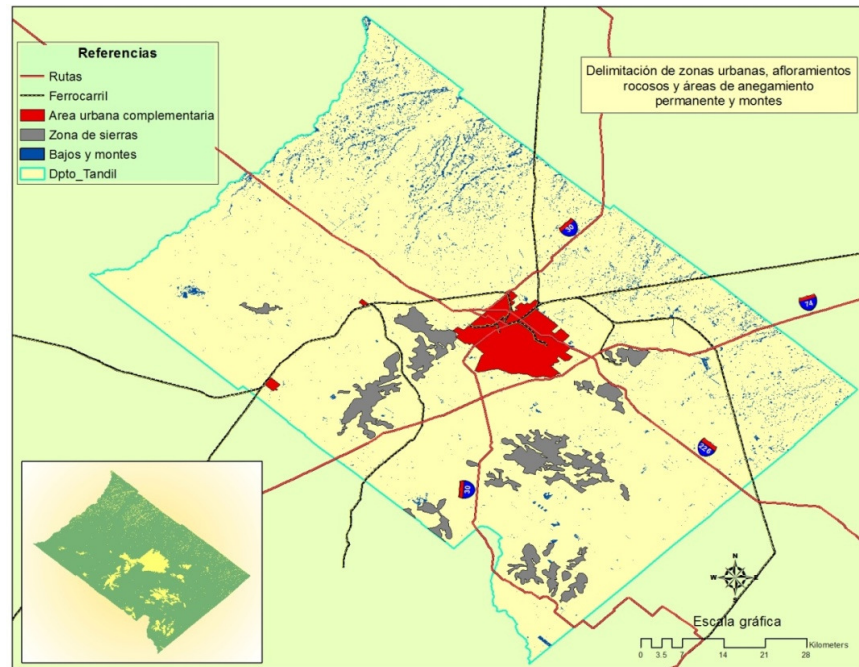 Referencias
Rutas
Ferrocarril
Area urbana complementaria
Zona de sierras
Bajos y montes
Dpto_Tandil
Delimitación de zonas urbanas, afloramientos
rocosos y áreas de anegamiento
permanente y montes
30
74
226
30
N
W E
S
Escala gráfica
Kilometers
0 3.5 7 14 21 28